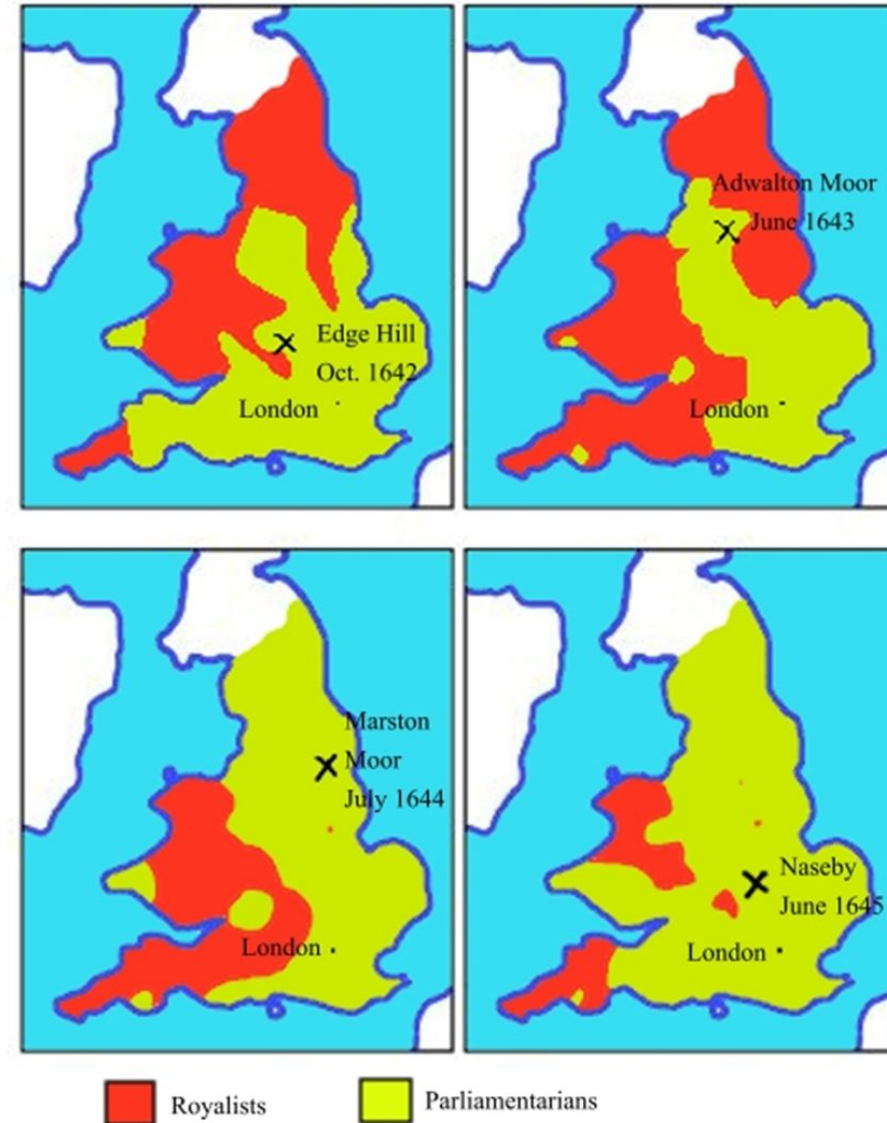 Edge Hill
Oct. 1642
London
Adwalton Moor
June 1643
London
Marston
Moor
July 1644
London
Naseby
June 1645
London
Royalists
Parliamentarians